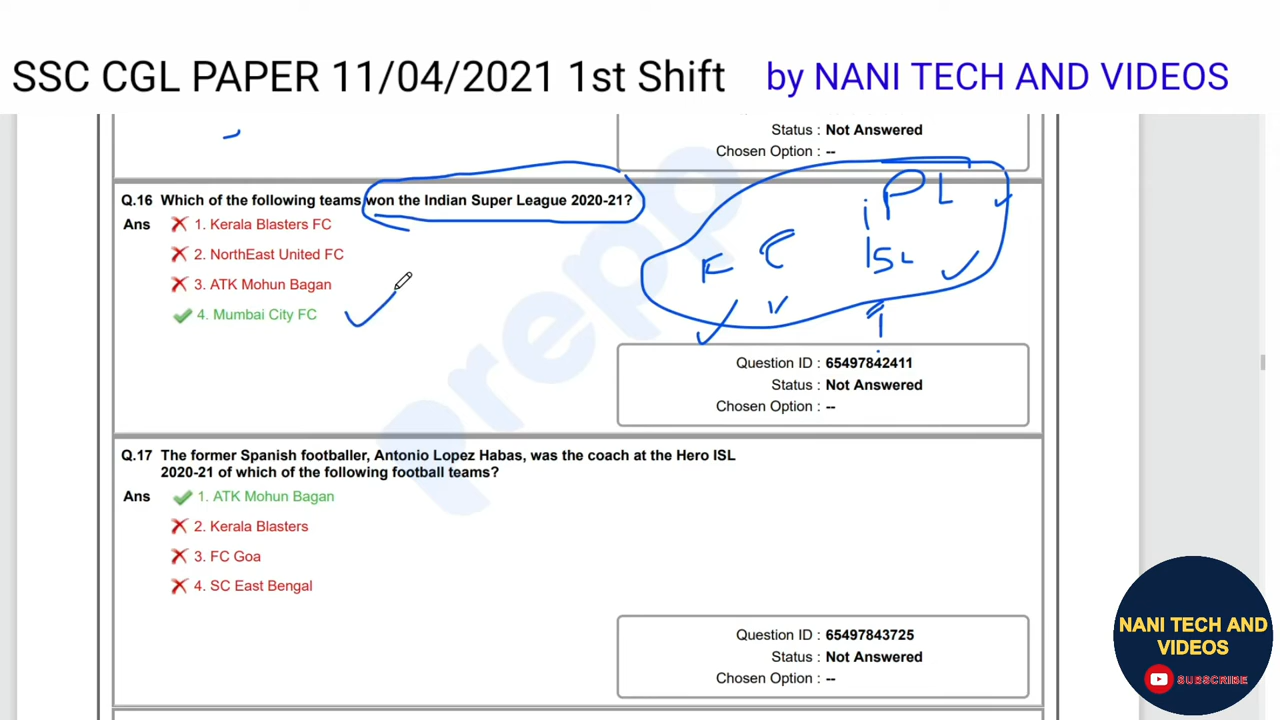 SSC CGL PAPER 11/04/2021 1st Shift by NANI TECH AND VIDEOS
Status : Not Answered
Chosen Option : --
Q.16 Which of the following teams won the Indian Super League 2020-21?
Ans 1. Kerala Blasters FC
2. NorthEast United FC
3. ATK Mohun Bagan
4. Mumbai City FC
iPL
FC ISL
Question ID : 65497842411
Status : Not Answered
Chosen Option : --
prepp
Q.17 The former Spanish footballer, Antonio Lopez Habas, was the coach at the Hero ISL
2020-21 of which of the following football teams?
Ans 1. ATK Mohun Bagan
2. Kerala Blasters
3. FC Goa
4. SC East Bengal
Question ID : 65497843725
Status : Not Answered
Chosen Option : --
NANI TECH AND
VIDEOS
SUBSCRIBE